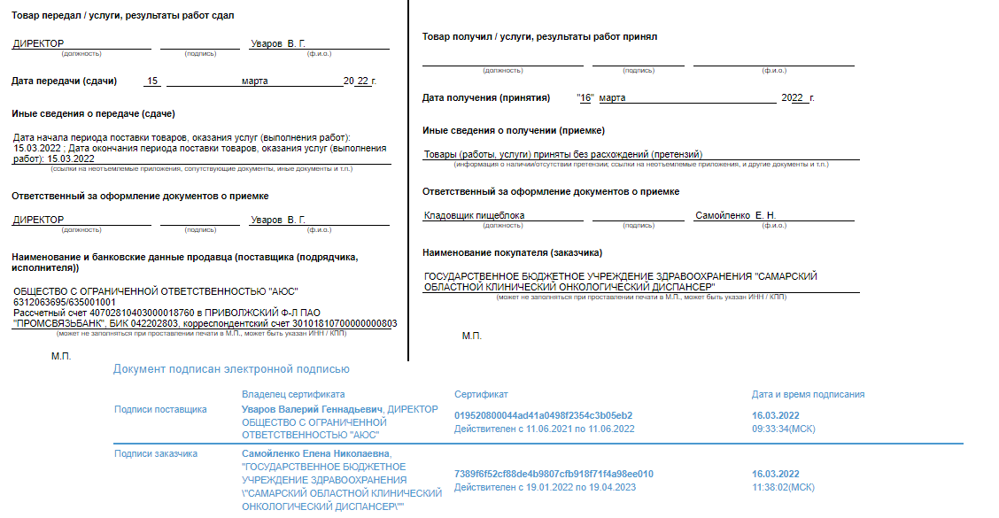 Товар передал / услуги, результаты работ сдал
ДИРЕКТОР Уваров В. Г.
(должность) (подпись) (ф.и.о.)
Дата передачи (сдачи) 15 марта 20 22 г.
Иные сведения о передаче (сдаче)
Дата начала периода поставки товаров, оказания услуг (выполнения работ):
15.03.2022 ; Дата окончания периода поставки товаров, оказания услуг (выполнения
работ): 15.03.2022
(ссылки на неотъемлемые приложения, сопутствующие документы, иные документы и т.п.)
Ответственный за оформление документов о приемке
ДИРЕКТОР Уваров В. Г.
(должность) (подпись) (ф.и.о.)
Наименование и банковские данные продавца (поставщика (подрядчика,
исполнителя))
ОБЩЕСТВО С ОГРАНИЧЕННОЙ ОТВЕТСТВЕННОСТЬЮ "АЮС"
6312063695/635001001
Рассчетный счет 40702810403000018760 в ПРИВОЛЖСКИЙ Ф-Л ПАО
"ПРОМСВЯЗЬБАНК", БИК 042202803, корреспондентский счет 30101810700000000803
(может не заполняться при проставлении печати в М.П., может быть указан ИНН / КПП)
М.П.
Товар получил / услуги, результаты работ принял
(должность) (подпись) (ф.и.о.)
Дата получения (принятия) "16" марта 2022 г.
Иные сведения о получении (приемке)
Товары (работы, услуги) приняты без расхождений (претензий)
(информация о наличии/отсутствии претензии; ссылки на неотъемлемые приложения, и другие документы и т.п.)
Ответственный за оформление документов о приемке
Кладовщик пищеблока Самойленко Е. Н.
(должность) (подпись) (ф.и.о.)
Наименование покупателя (заказчика)
ГОСУДАРСТВЕННОЕ БЮДЖЕТНОЕ УЧРЕЖДЕНИЕ ЗДРАВООХРАНЕНИЯ "САМАРСКИЙ
ОБЛАСТНОЙ КЛИНИЧЕСКИЙ ОНКОЛОГИЧЕСКИЙ ДИСПАНСЕР"
(может не заполняться при проставлении печати в М.П., может быть указан ИНН / КПП)
М.П.
Документ подписан электронной подписью
Владелец сертификата Сертификат Дата и время подписания
Подписи поставщика Уваров Валерий Геннадьевич, ДИРЕКТОР
ОБЩЕСТВО С ОГРАНИЧЕННОЙ
ОТВЕТСТВЕННОСТЬЮ "АЮС"
019520800044ad41a0498f2354c3b05eb2
Действителен с 11.06.2021 по 11.06.2022
16.03.2022
09:33:34(МСК)
Подписи заказчика Самойленко Елена Николаевна,
"ГОСУДАРСТВЕННОЕ БЮДЖЕТНОЕ
УЧРЕЖДЕНИЕ ЗДРАВООХРАНЕНИЯ
\"САМАРСКИЙ ОБЛАСТНОЙ КЛИНИЧЕСКИЙ
ОНКОЛОГИЧЕСКИЙ ДИСПАНСЕР\""
7389f6f52cf88de4b9807cfb918f71f4a98ee010
Действителен с 19.01.2022 по 19.04.2023
16.03.2022
11:38:02(МСК)